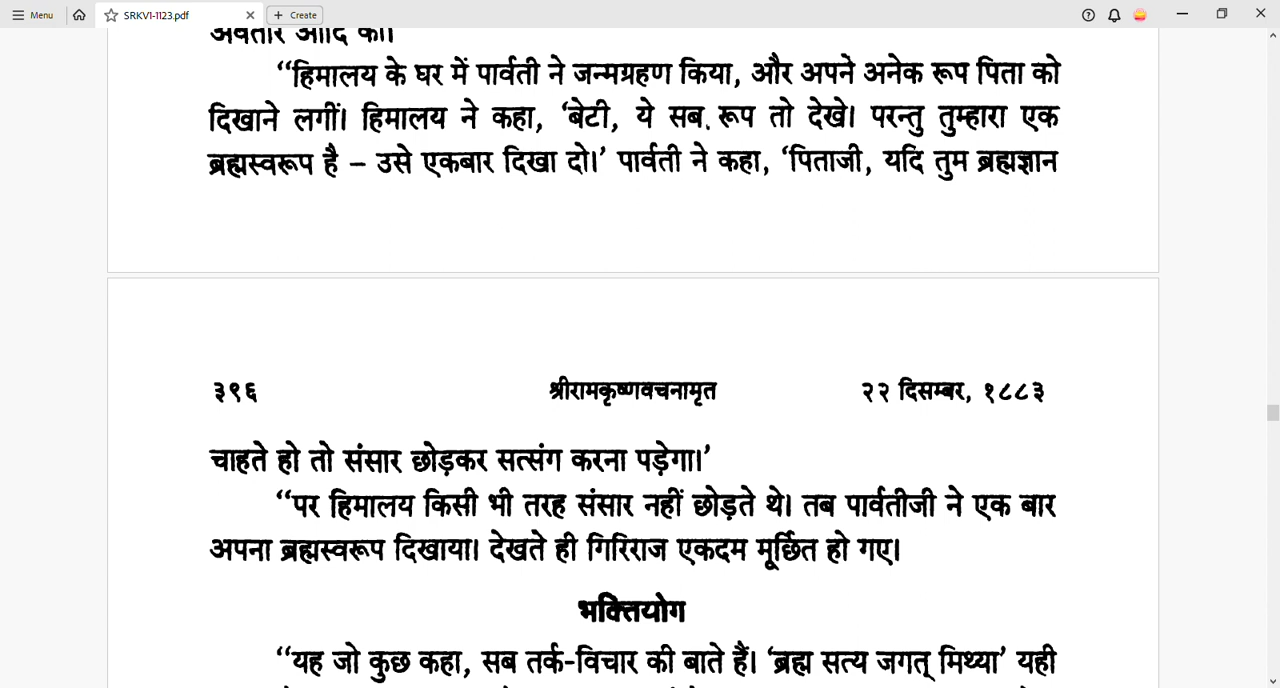 Menu
SRKV1-1123.pdf
Create
अवतार आदि का।
“हिमालय के घर में पार्वती ने जन्मग्रहण किया, और अपने अनेक रूप पिता को
दिखाने लगीं। हिमालय ने कहा, ‘बेटी, ये सब रूप तो देखे। परन्तु तुम्हारा एक
ब्रह्मस्वरूप है – उसे एकबार दिखा दो।’ पार्वती ने कहा, ‘पिताजी, यदि तुम ब्रह्मज्ञान
३९६ श्रीरामकृष्णवचनामृत २२ दिसम्बर, १८८३
चाहते हो तो संसार छोड़कर सत्संग करना पड़ेगा।’
“पर हिमालय किसी भी तरह संसार नहीं छोड़ते थे। तब पार्वतीजी ने एक बार
अपना ब्रह्मस्वरूप दिखाया। देखते ही गिरिराज एकदम मूर्छित हो गए।
भक्तियोग
“यह जो कुछ कहा, सब तर्क-विचार की बाते हैं। ‘ब्रह्म सत्य जगत् मिथ्या’ यही